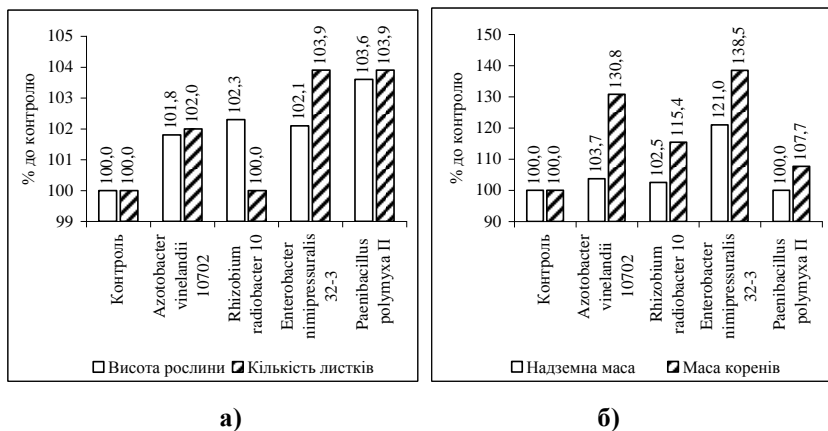 105
104
103
102
101
100
99
% до контролю
100,0
100,0
101,8
102,0
102,3
100,0
102,1
103,9
103,6
103,9
Контроль
Azotobacter
vinelandii
10702
Rhizobium
radiobacter 10
Enterobacter
nimipressuralis
32-3
Paenibacillus
polymyxa П
Висота рослини
Кількість листків
а)
150
140
130
120
110
100
90
% до контролю
100,0
100,0
103,7
130,8
102,5
115,4
121,0
138,5
100,0
107,7
Контроль
Azotobacter
vinelandii
10702
Rhizobium
radiobacter 10
Enterobacter
nimipressuralis
32-3
Paenibacillus
polymyxa П
Надземна маса
Маса коренів
б)